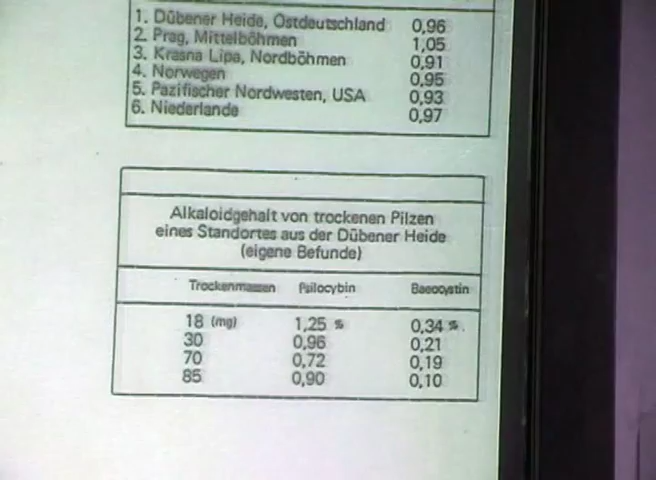 1. Dübener Heide, Ostdeutschland 0,96
2. Prag, Mittelböhmen 1,05
3. Krasna Lipa, Nordböhmen 0,91
4. Norwegen 0,95
5. Pazifischer Nordwesten, USA 0,93
6. Niederlande 0,97
Alkaloidgehalt von trockenen Pilzen
eines Standortes aus der Dübener Heide
(eigene Befunde)
Trockenmassen Psilocybin Baeocystin
18 (mg) 1,25 % 0,34 %.
30 0,96 0,21
70 0,72 0,19
85 0,90 0,10